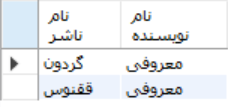 نام ناشر	نام نویسنده
گردون	معروفی
ققنوس	معروفی